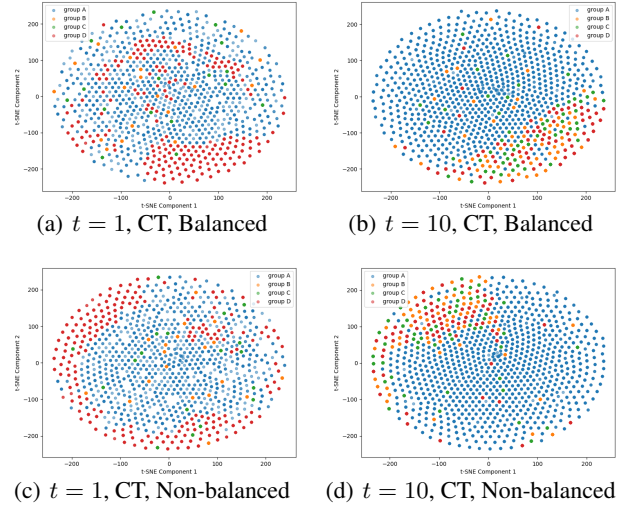 group A
group B
group C
group D
200
100
0
−100
−200
t-SNE Component 2
−200
−100
0
100
200
t-SNE Component 1
(a) t = 1, CT, Balanced
group A
group B
group C
group D
200
100
0
−100
−200
t-SNE Component 2
−200
−100
0
100
200
t-SNE Component 1
(b) t = 10, CT, Balanced
group A
group B
group C
group D
200
100
0
−100
−200
t-SNE Component 2
−200
−100
0
100
200
t-SNE Component 1
(c) t = 1, CT, Non-balanced
group A
group B
group C
group D
200
100
0
−100
−200
t-SNE Component 2
−200
−100
0
100
200
t-SNE Component 1
(d) t = 10, CT, Non-balanced